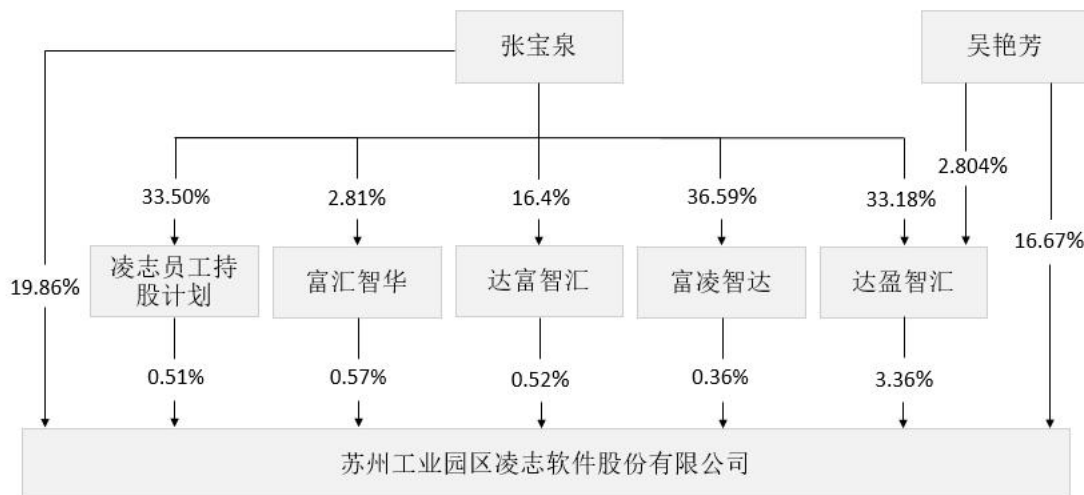 张宝泉
吴艳芳
2.804%
33.50%
2.81%
16.4%
36.59%
33.18%
16.67%
19.86%
凌志员工持
股计划
富汇智华
达富智汇
富凌智达
达盈智汇
0.51%
0.57%
0.52%
0.36%
3.36%
苏州工业园区凌志软件股份有限公司